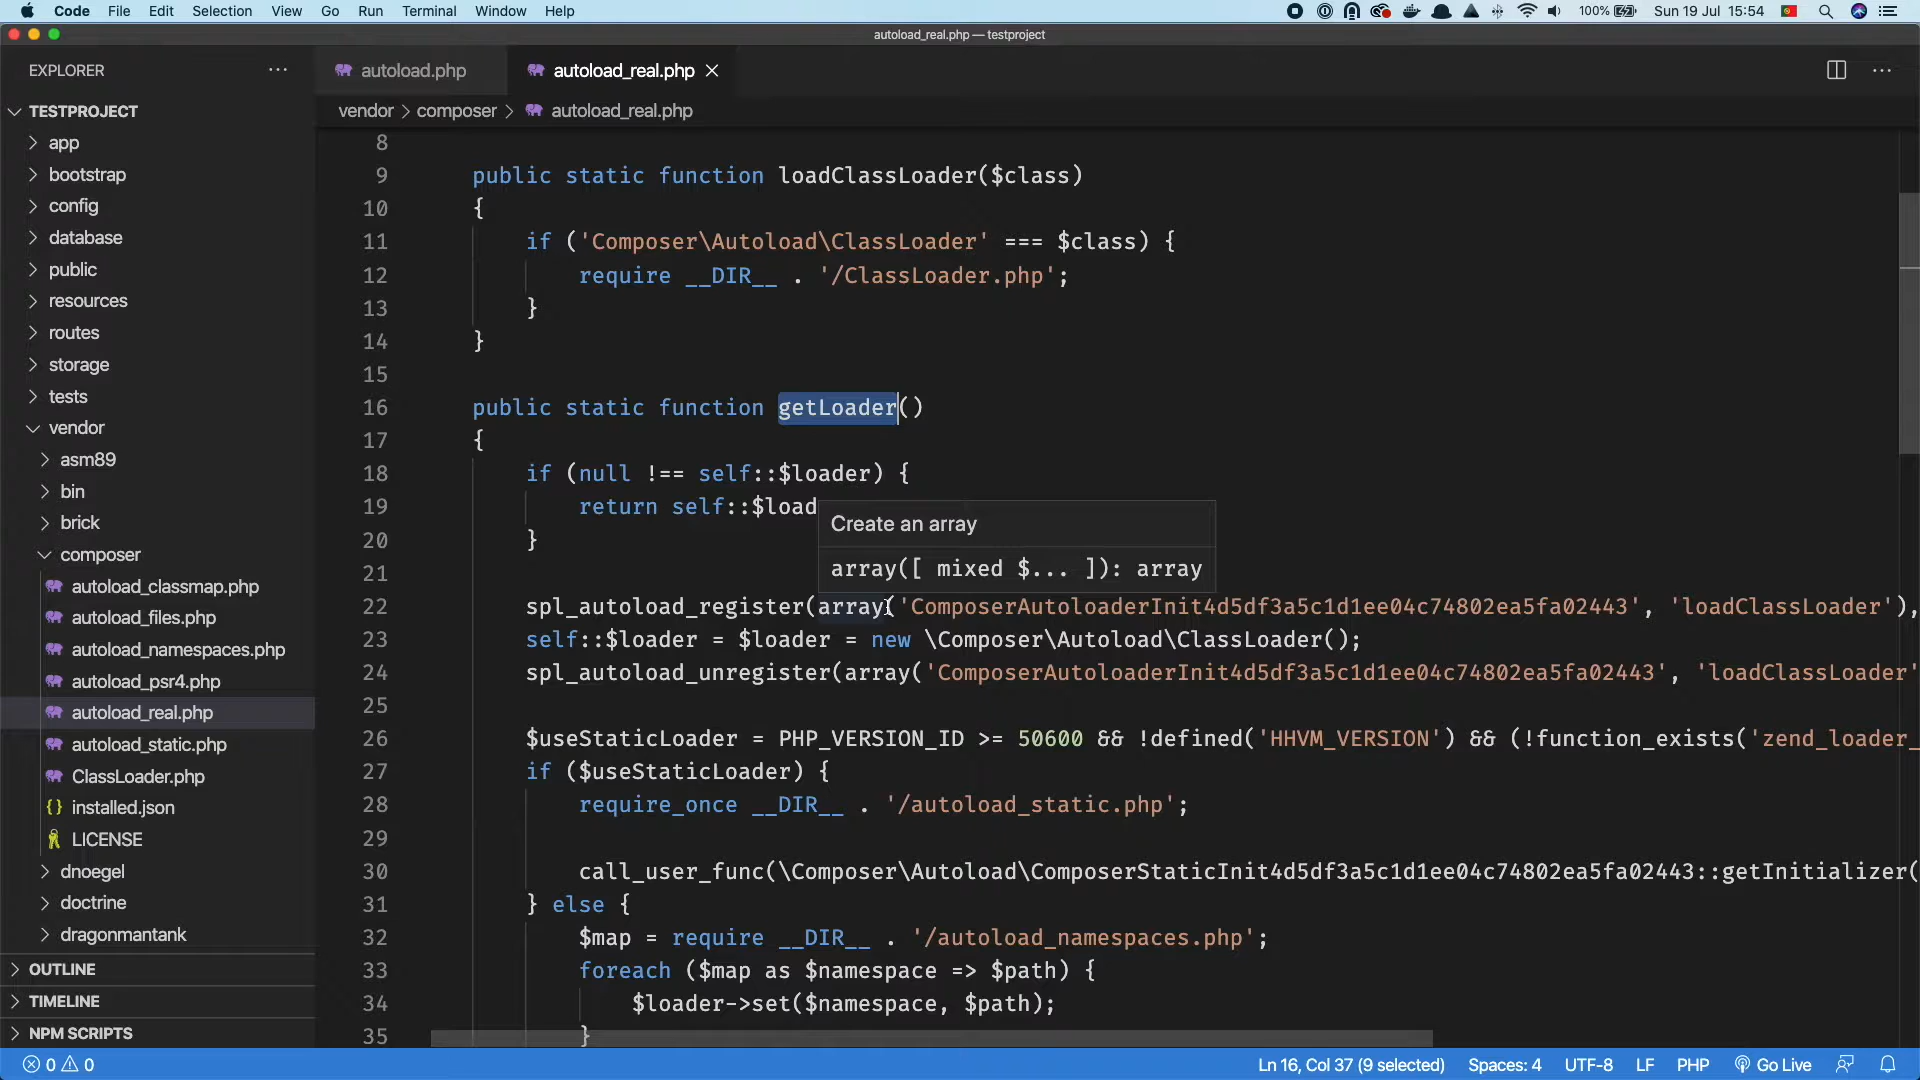 Code File Edit Selection View Go Run Terminal Window Help 100% Sun 19 Jul 15:54
autoload_real.php — testproject
EXPLORER
autoload.php
autoload_real.php
TESTPROJECT
vendor > composer > autoload_real.php
app
bootstrap
config
database
public
resources
routes
storage
tests
vendor
asm89
bin
brick
composer
autoload_classmap.php
autoload_files.php
autoload_namespaces.php
autoload_psr4.php
autoload_real.php
autoload_static.php
ClassLoader.php
{} installed.json
LICENSE
dnoegel
doctrine
dragonmantank
OUTLINE
TIMELINE
NPM SCRIPTS
8
9 public static function loadClassLoader($class)
10 {
11 if ('Composer\Autoload\ClassLoader' === $class) {
12 require __DIR__ . '/ClassLoader.php';
13 }
14 }
15
16 public static function getLoader()
17 {
18 if (null !== self::$loader) {
19 return self::$load
20 }
21
Create an array
array([ mixed $... ]): array
22 spl_autoload_register(array('ComposerAutoloaderInit4d5df3a5c1d1ee04c74802ea5fa02443', 'loadClassLoader'),
23 self::$loader = $loader = new \Composer\Autoload\ClassLoader();
24 spl_autoload_unregister(array('ComposerAutoloaderInit4d5df3a5c1d1ee04c74802ea5fa02443', 'loadClassLoader'
25
26 $useStaticLoader = PHP_VERSION_ID >= 50600 && !defined('HHVM_VERSION') && (!function_exists('zend_loader_
27 if ($useStaticLoader) {
28 require_once __DIR__ . '/autoload_static.php';
29
30 call_user_func(\Composer\Autoload\ComposerStaticInit4d5df3a5c1d1ee04c74802ea5fa02443::getInitializer(
31 } else {
32 $map = require __DIR__ . '/autoload_namespaces.php';
33 foreach ($map as $namespace => $path) {
34 $loader->set($namespace, $path);
35 }
0 0 Ln 16, Col 37 (9 selected) Spaces: 4 UTF-8 LF PHP Go Live